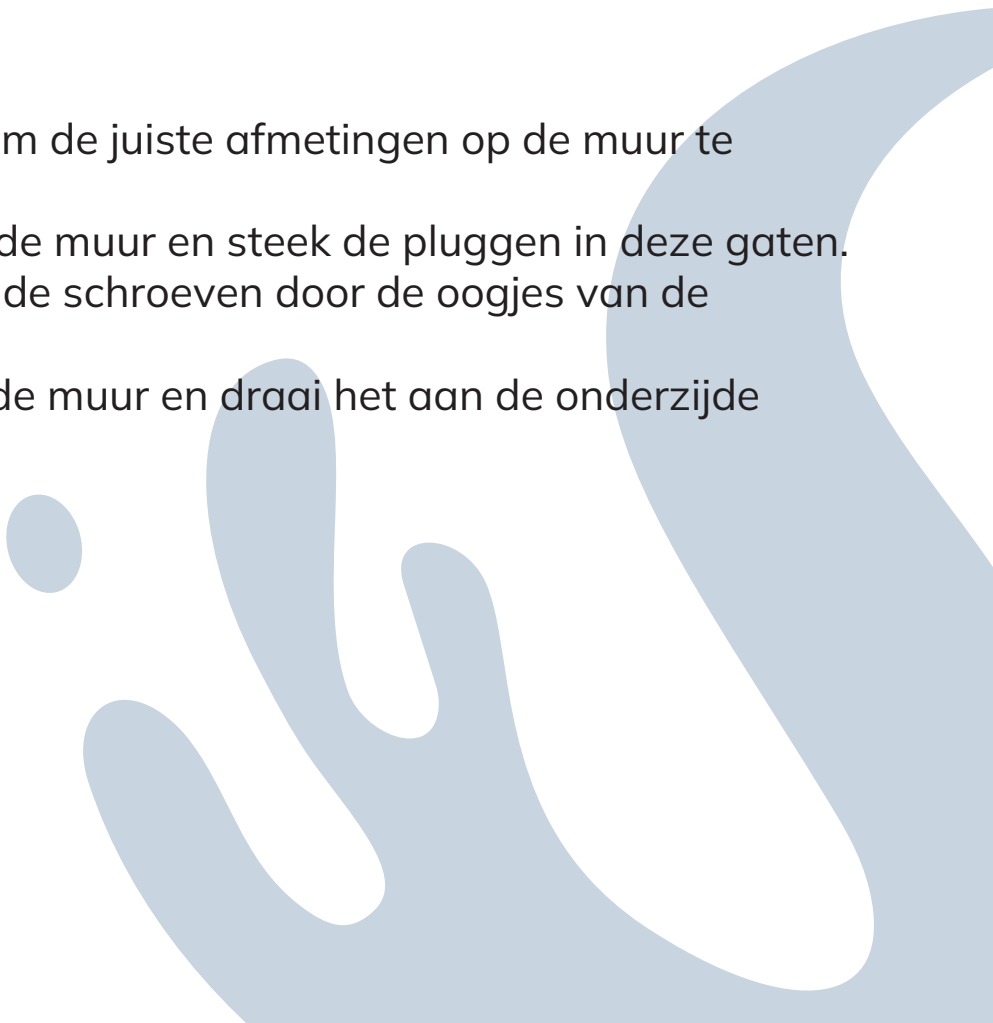 m de juiste afmetingen op de muur te
de muur en steek de pluggen in deze gaten.
de schroeven door de oogjes van de
de muur en draai het aan de onderzijde